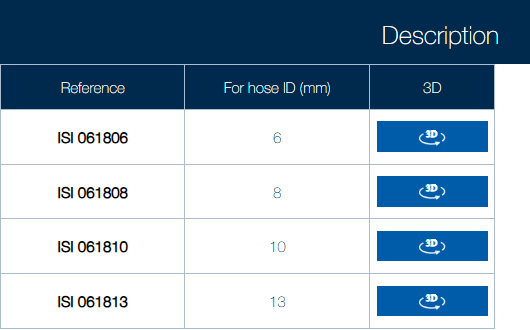 Description
Reference For hose ID (mm) 3D
ISI 061806 6 3D
ISI 061808 8 3D
ISI 061810 10 3D
ISI 061813 13 3D